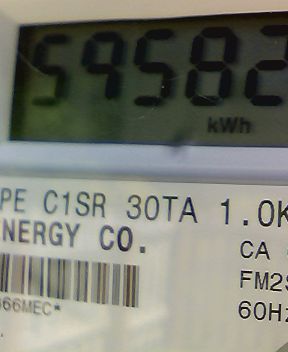 59582
kWh
PE C1SR 30TA 1.0K
NERGY CO.
CA
FM2S
60Hz
66MEC*